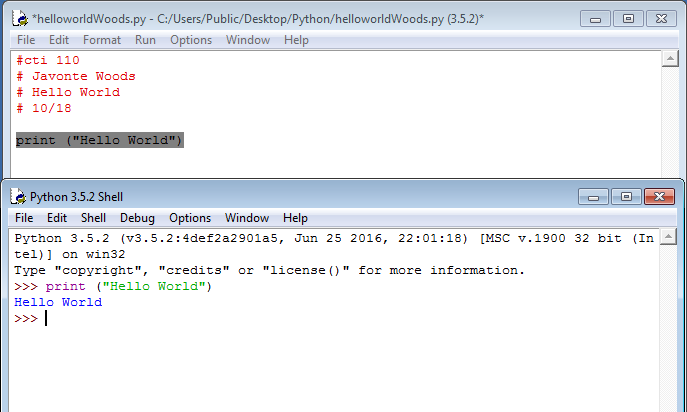 *helloworldWoods.py - C:/Users/Public/Desktop/Python/helloworldWoods.py (3.5.2)*
File Edit Format Run Options Window Help
#cti 110
# Javonte Woods
# Hello World
# 10/18
print ("Hello World")
Python 3.5.2 Shell
File Edit Shell Debug Options Window Help
Python 3.5.2 (v3.5.2:4def2a2901a5, Jun 25 2016, 22:01:18) [MSC v.1900 32 bit (In
tel)] on win32
Type "copyright", "credits" or "license()" for more information.
>>> print ("Hello World")
Hello World
>>>